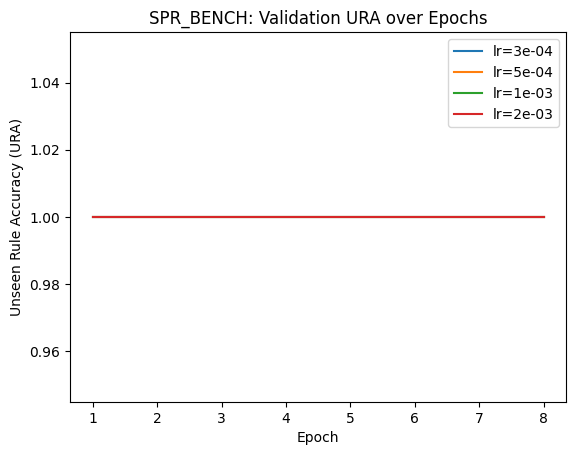 SPR_BENCH: Validation URA over Epochs
lr=3e-04
lr=5e-04
lr=1e-03
lr=2e-03
Unseen Rule Accuracy (URA)
1.04
1.02
1.00
0.98
0.96
1 2 3 4 5 6 7 8
Epoch